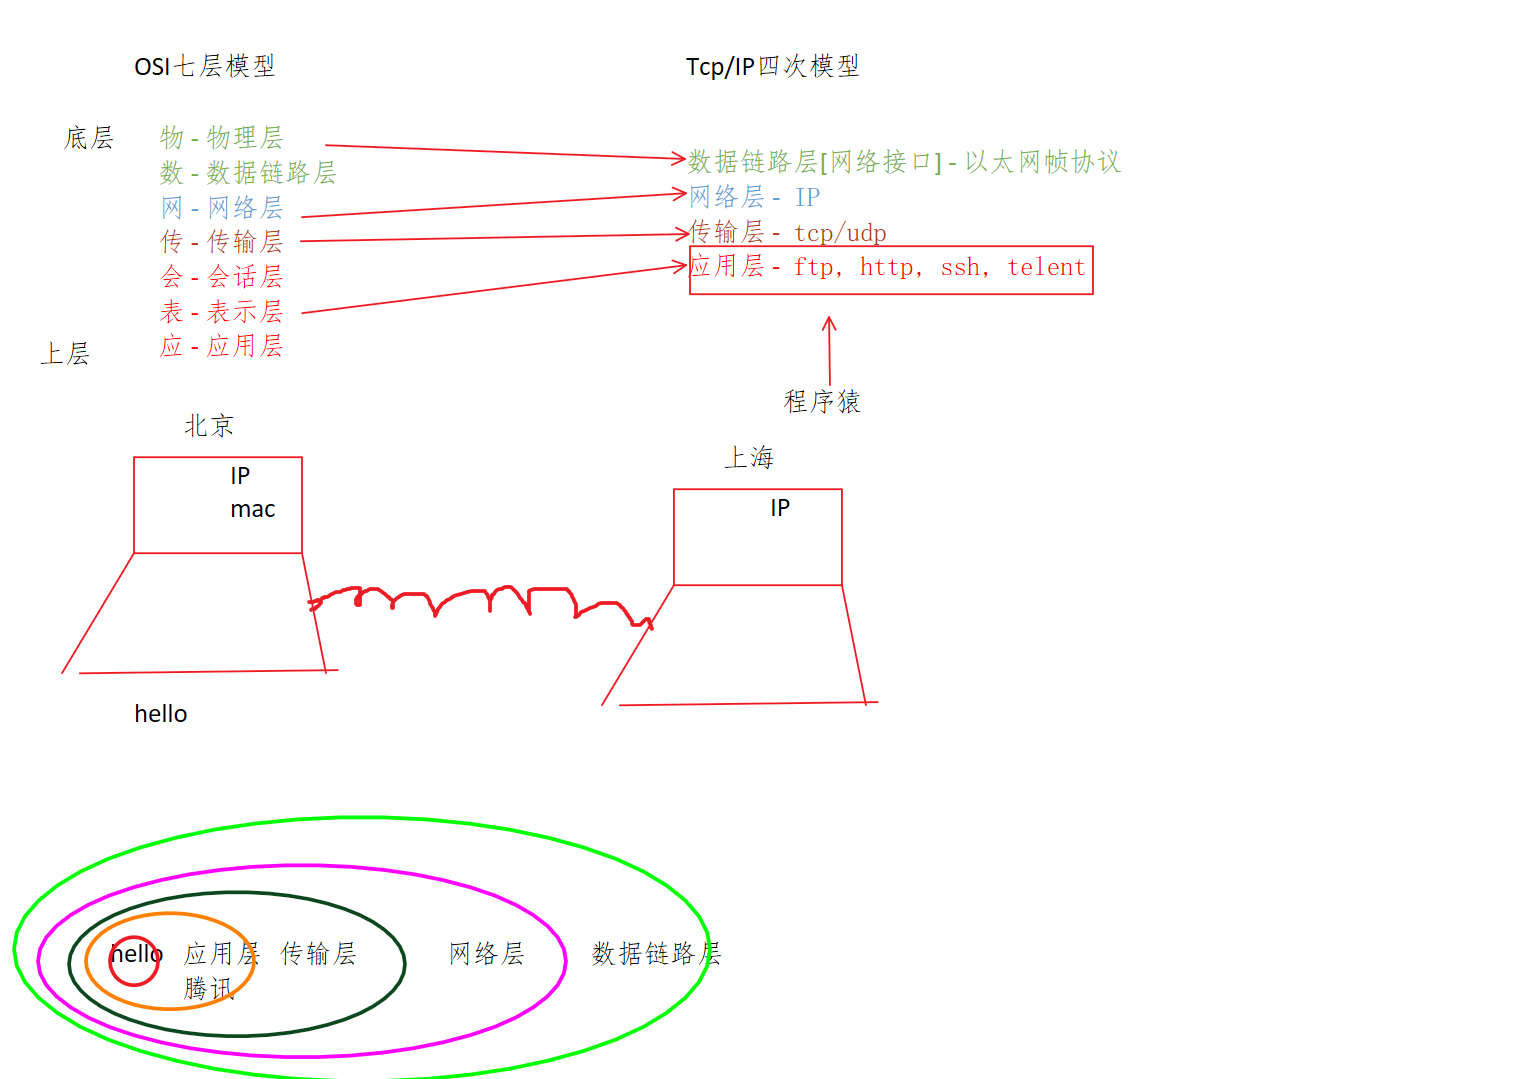 OSI七层模型
Tcp/IP四次模型
底层
物 - 物理层
数 - 数据链路层
网 - 网络层
传 - 传输层
会 - 会话层
表 - 表示层
应 - 应用层
上层
数据链路层[网络接口] - 以太网帧协议
网络层 - IP
传输层 - tcp/udp
应用层 - ftp, http, ssh, telent
程序猿
北京
IP
mac
上海
IP
hello
hello 应用层 传输层 网络层 数据链路层
腾讯